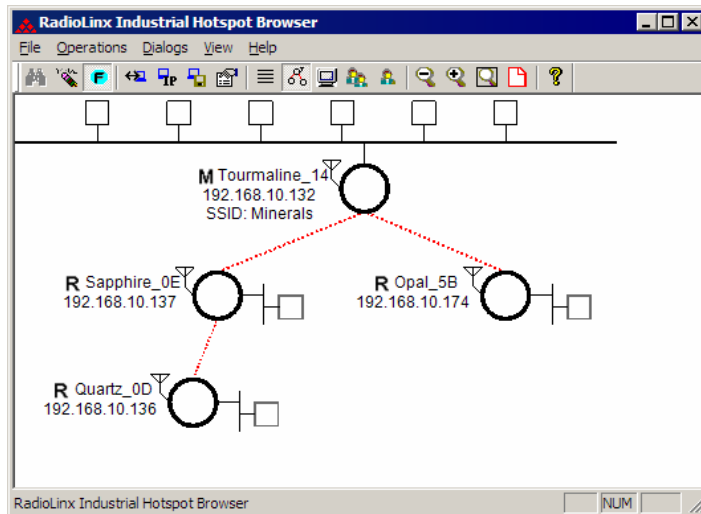 RadioLinx Industrial Hotspot Browser
File Operations Dialogs View Help
F IP ?
M Tourmaline_14
192.168.10.132
SSID: Minerals
R Sapphire_0E
192.168.10.137
R Opal_5B
192.168.10.174
R Quartz_0D
192.168.10.136
RadioLinx Industrial Hotspot Browser
NUM